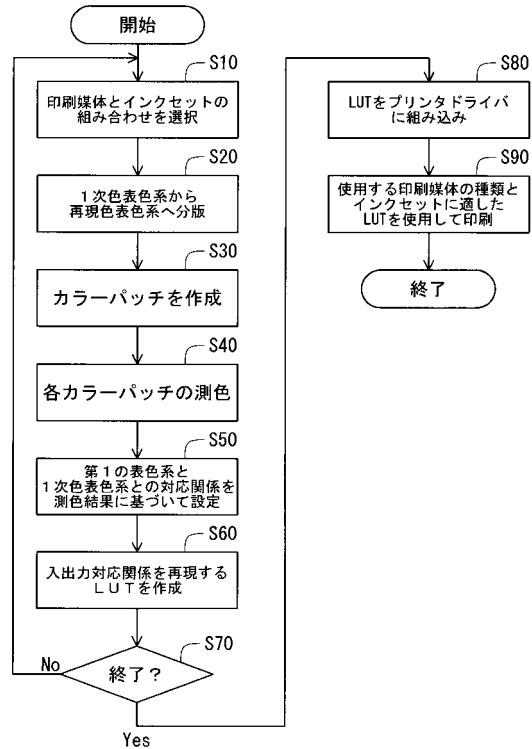 開始
S10
印刷媒体とインクセットの
組み合わせを選択
S20
1次色表色系から
再現色表色系へ分版
S30
カラーパッチを作成
S40
各カラーパッチの測色
S50
第1の表色系と
1次色表色系との対応関係を
測色結果に基づいて設定
S60
入出力対応関係を再現する
LUTを作成
S70
終了?
No
Yes
S80
LUTをプリンタドライバ
に組み込み
S90
使用する印刷媒体の種類と
インクセットに適した
LUTを使用して印刷
終了